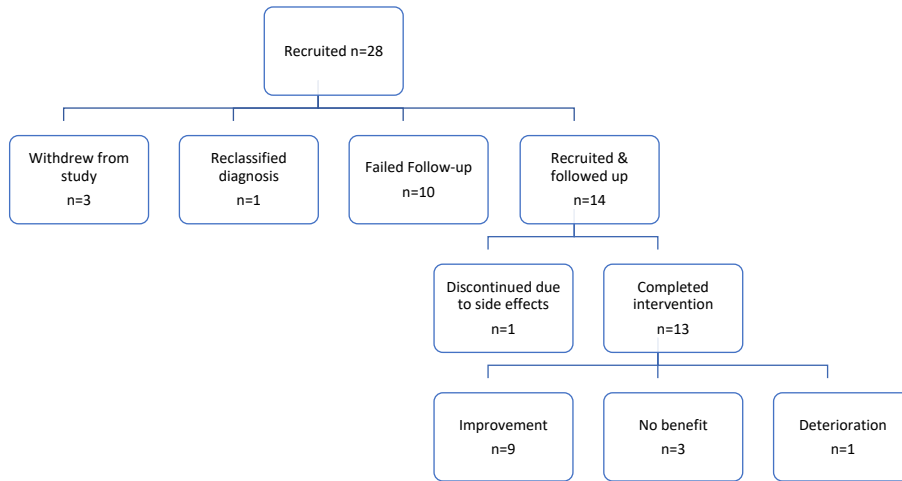 Recruited n=28
Withdrew from
study
n=3
Reclassified
diagnosis
n=1
Failed Follow-up
n=10
Recruited &
followed up
n=14
Discontinued due
to side effects
n=1
Completed
intervention
n=13
Improvement
n=9
No benefit
n=3
Deterioration
n=1